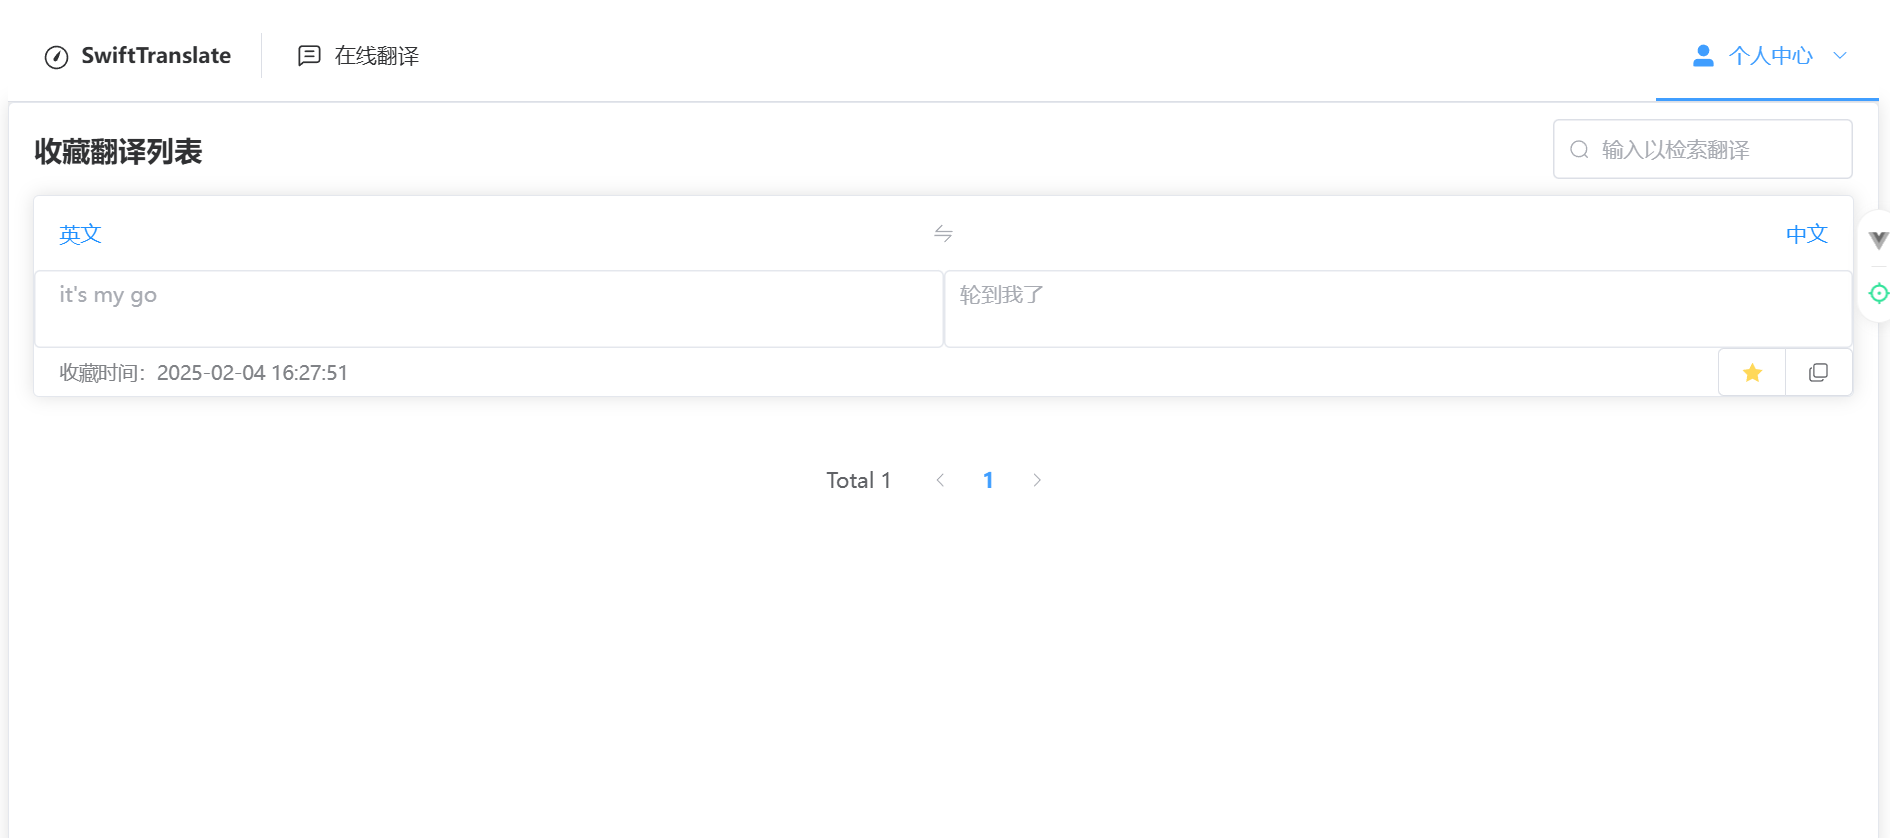 SwiftTranslate 在线翻译 个人中心
收藏翻译列表 输入以检索翻译
英文 中文
it's my go 轮到我了
收藏时间：2025-02-04 16:27:51
Total 1 1